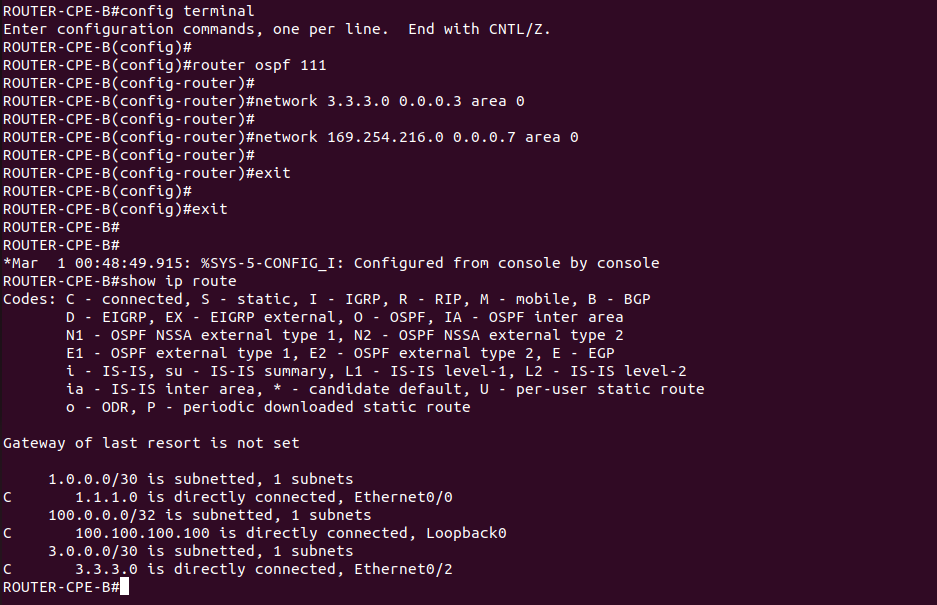 ROUTER-CPE-B#config terminal
Enter configuration commands, one per line.  End with CNTL/Z.
ROUTER-CPE-B(config)#
ROUTER-CPE-B(config)#router ospf 111
ROUTER-CPE-B(config-router)#
ROUTER-CPE-B(config-router)#network 3.3.3.0 0.0.0.3 area 0
ROUTER-CPE-B(config-router)#
ROUTER-CPE-B(config-router)#network 169.254.216.0 0.0.0.7 area 0
ROUTER-CPE-B(config-router)#
ROUTER-CPE-B(config-router)#exit
ROUTER-CPE-B(config)#
ROUTER-CPE-B(config)#exit
ROUTER-CPE-B#
ROUTER-CPE-B#
*Mar  1 00:48:49.915: %SYS-5-CONFIG_I: Configured from console by console
ROUTER-CPE-B#show ip route
Codes: C - connected, S - static, I - IGRP, R - RIP, M - mobile, B - BGP
       D - EIGRP, EX - EIGRP external, O - OSPF, IA - OSPF inter area
       N1 - OSPF NSSA external type 1, N2 - OSPF NSSA external type 2
       E1 - OSPF external type 1, E2 - OSPF external type 2, E - EGP
       i - IS-IS, su - IS-IS summary, L1 - IS-IS level-1, L2 - IS-IS level-2
       ia - IS-IS inter area, * - candidate default, U - per-user static route
       o - ODR, P - periodic downloaded static route

Gateway of last resort is not set

     1.0.0.0/30 is subnetted, 1 subnets
C       1.1.1.0 is directly connected, Ethernet0/0
     100.0.0.0/32 is subnetted, 1 subnets
C       100.100.100.100 is directly connected, Loopback0
     3.0.0.0/30 is subnetted, 1 subnets
C       3.3.3.0 is directly connected, Ethernet0/2
ROUTER-CPE-B#